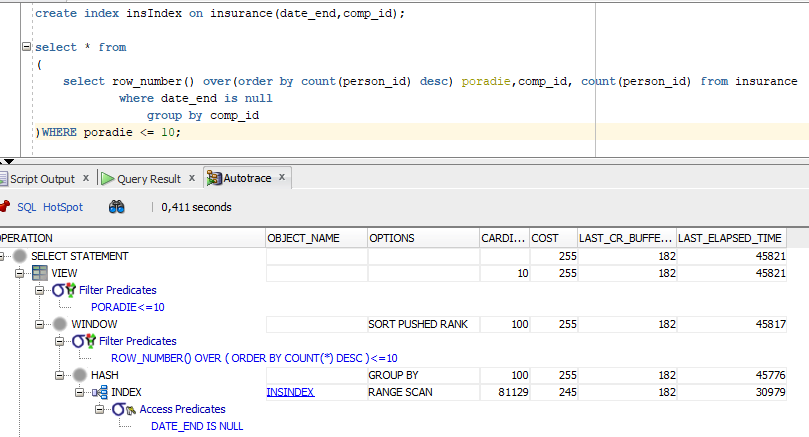 create index insIndex on insurance(date_end,comp_id);
select * from
(
select row_number() over(order by count(person_id) desc) poradie,comp_id, count(person_id) from insurance
where date_end is null
group by comp_id
)WHERE poradie <= 10;
Script Output x Query Result x Autotrace x
SQL HotSpot 0,411 seconds
OPERATION OBJECT_NAME OPTIONS CARDI... COST LAST_CR_BUFFE... LAST_ELAPSED_TIME
SELECT STATEMENT 255 182 45821
VIEW 10 255 182 45821
Filter Predicates
PORADIE<=10
WINDOW SORT PUSHED RANK 100 255 182 45817
Filter Predicates
ROW_NUMBER() OVER ( ORDER BY COUNT(*) DESC )<=10
HASH GROUP BY 100 255 182 45776
INDEX INSINDEX RANGE SCAN 81129 245 182 30979
Access Predicates
DATE_END IS NULL